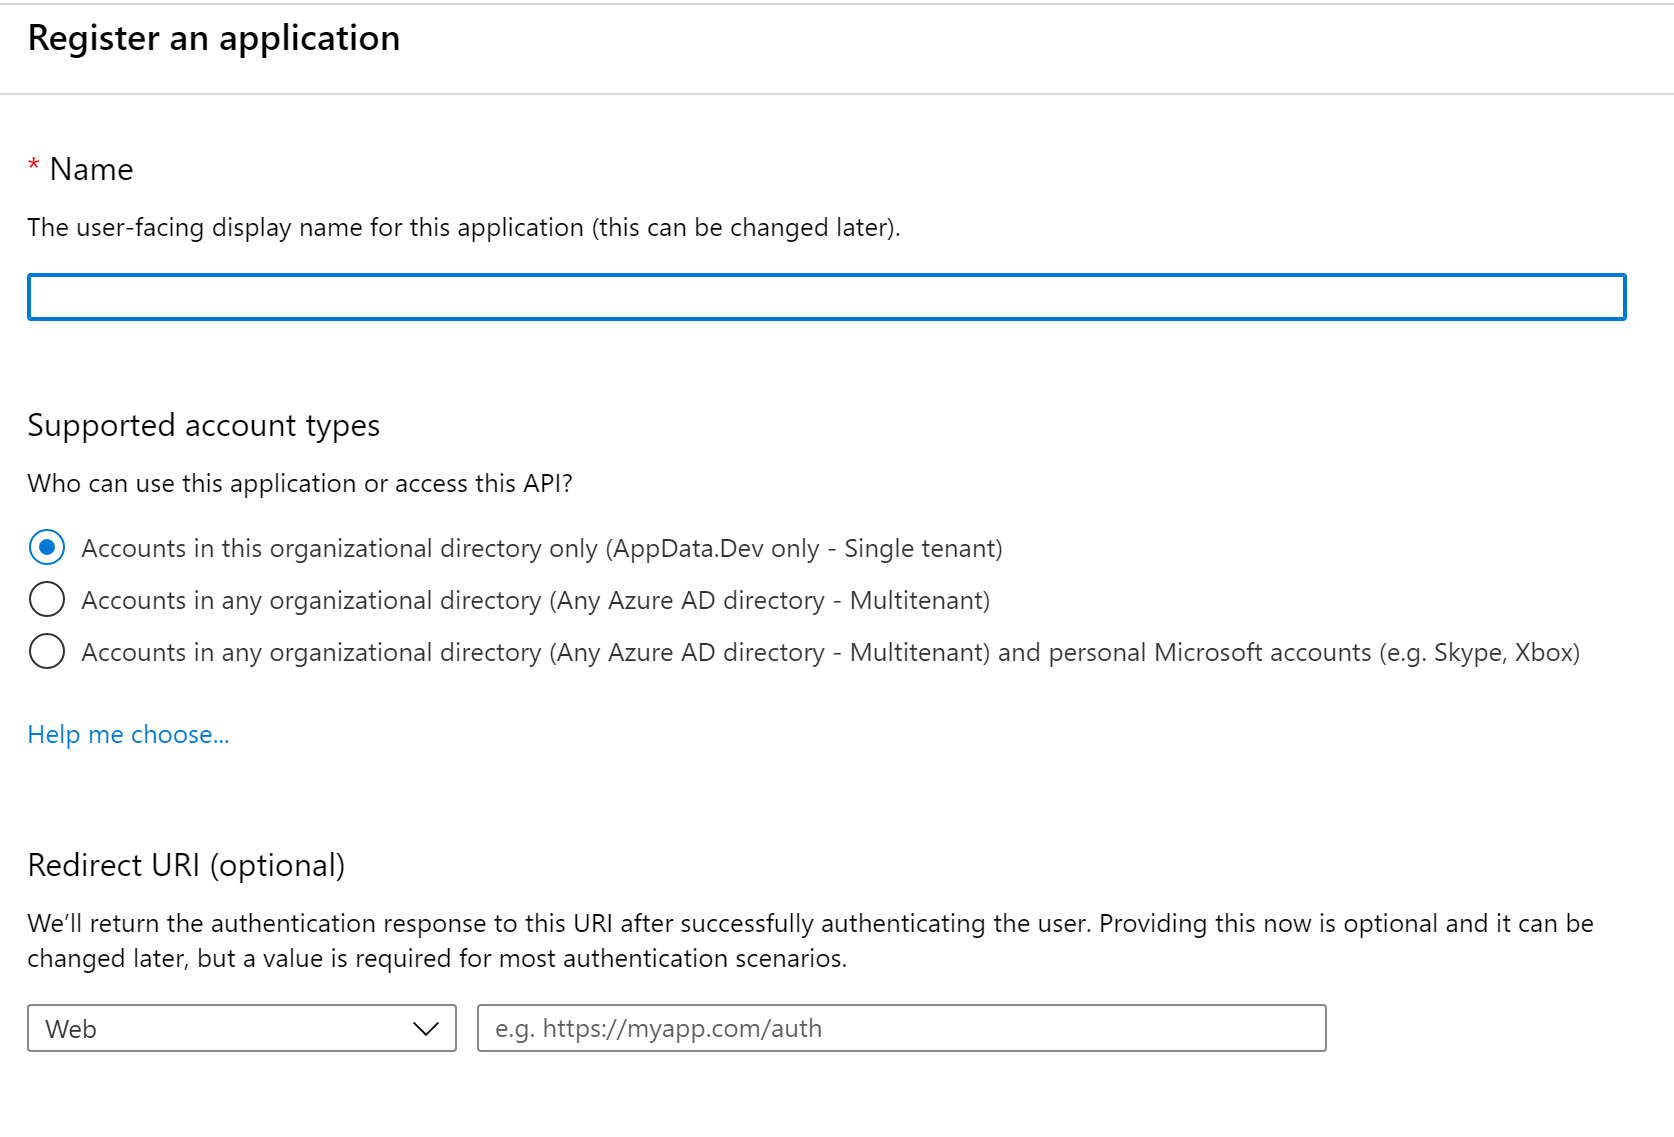 Register an application
* Name
The user-facing display name for this application (this can be changed later).
Supported account types
Who can use this application or access this API?
Accounts in this organizational directory only (AppData.Dev only - Single tenant)
Accounts in any organizational directory (Any Azure AD directory - Multitenant)
Accounts in any organizational directory (Any Azure AD directory - Multitenant) and personal Microsoft accounts (e.g. Skype, Xbox)
Help me choose...
Redirect URI (optional)
We’ll return the authentication response to this URI after successfully authenticating the user. Providing this now is optional and it can be
changed later, but a value is required for most authentication scenarios.
Web
e.g. https://myapp.com/auth